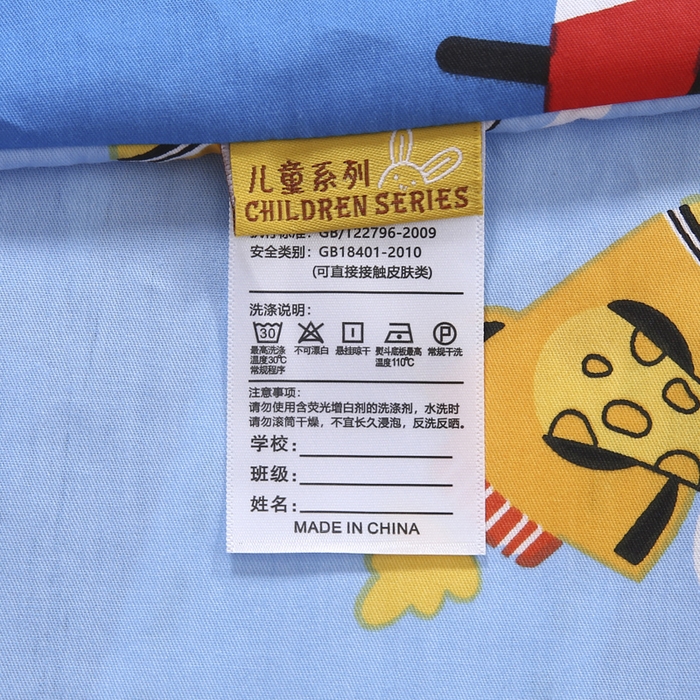 儿童系列
CHILDREN SERIES
执行标准: GB/T22796-2009
安全类别: GB18401-2010
(可直接接触皮肤类)
洗涤说明:
30 P
最高洗涤 不可漂白 悬挂晾干 熨斗底板最高 常规干洗
温度30℃ 温度110℃
常规程序
注意事项:
请勿使用含荧光增白剂的洗涤剂，水洗时
请勿滚筒干燥，不宜长久浸泡，反洗反晒。
学校:
班级:
姓名:
MADE IN CHINA